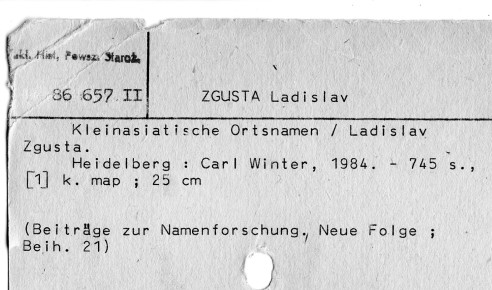 Zakł. Hist. Powsz. Staroż.
86 657 II
ZGUSTA Ladislav
Kleinasiatische Ortsnamen / Ladislav
Zgusta.
Heidelberg : Carl Winter, 1984. - 745 s.,
[1] k. map ; 25 cm
(Beiträge zur Namenforschung, Neue Folge ;
Beih. 21)